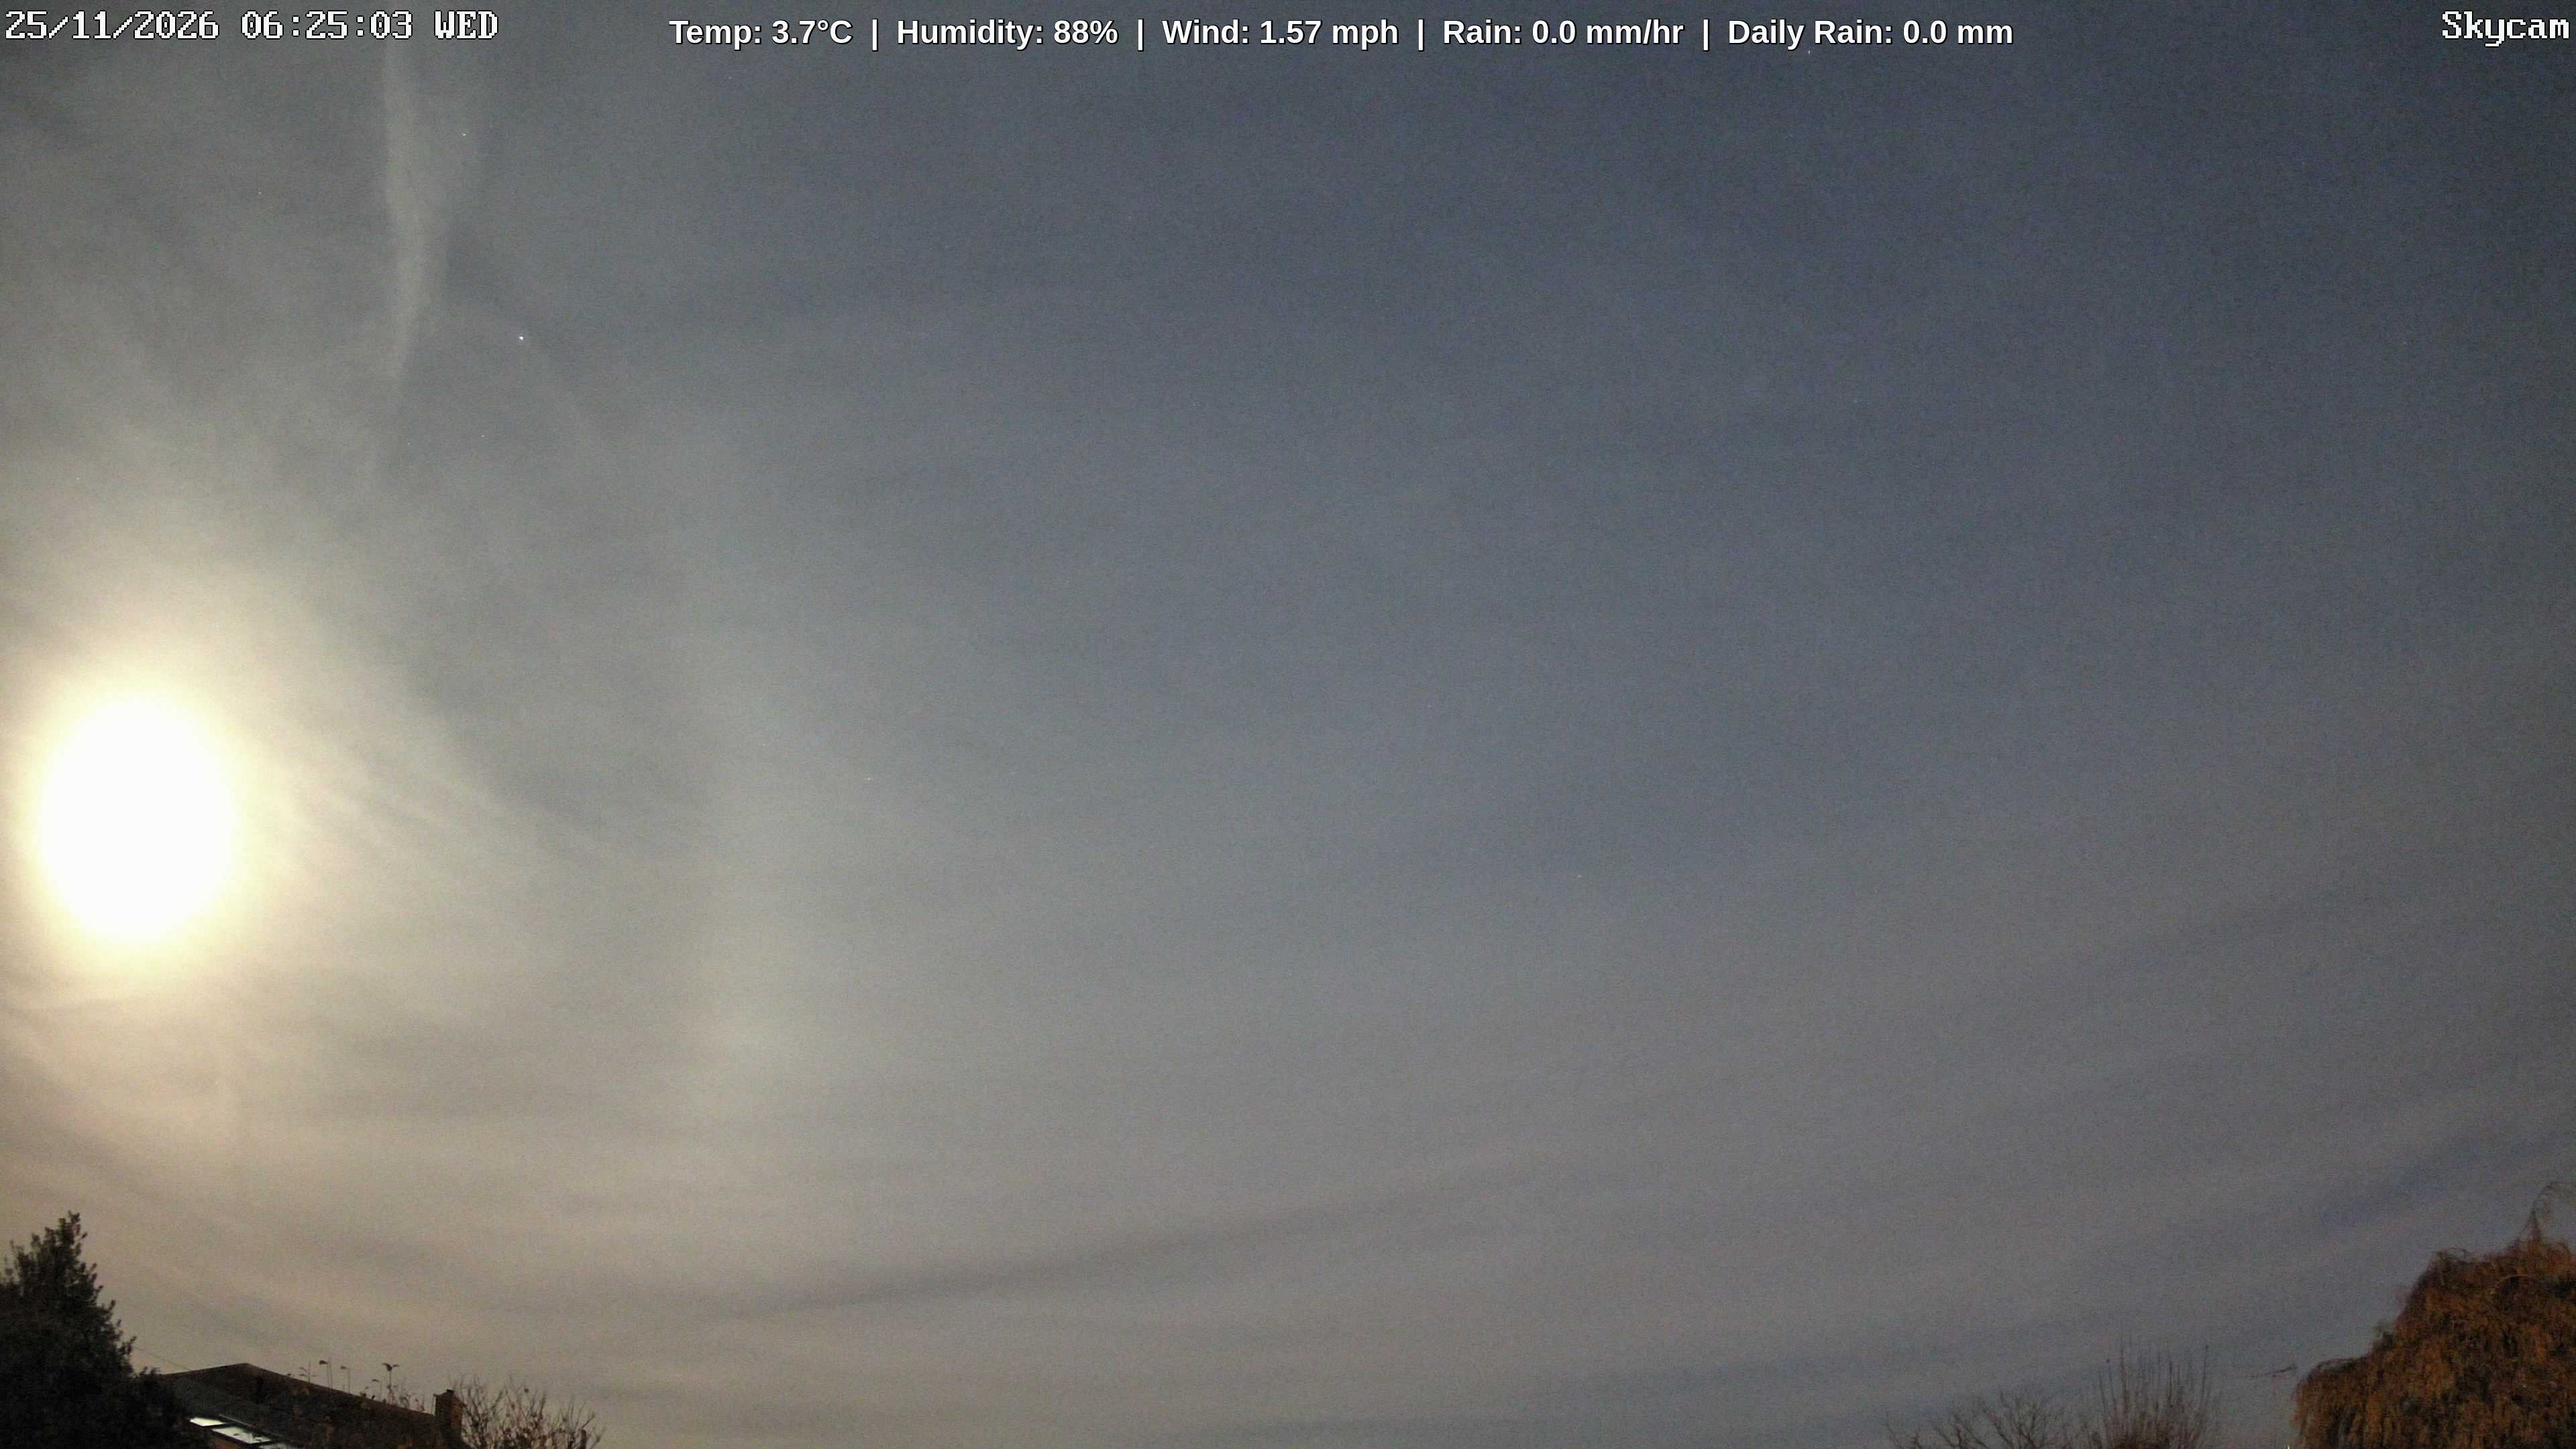 25/11/2026 06:25:03 WED
Temp: 3.7°C | Humidity: 88% | Wind: 1.57 mph | Rain: 0.0 mm/hr | Daily Rain: 0.0 mm
Skycam